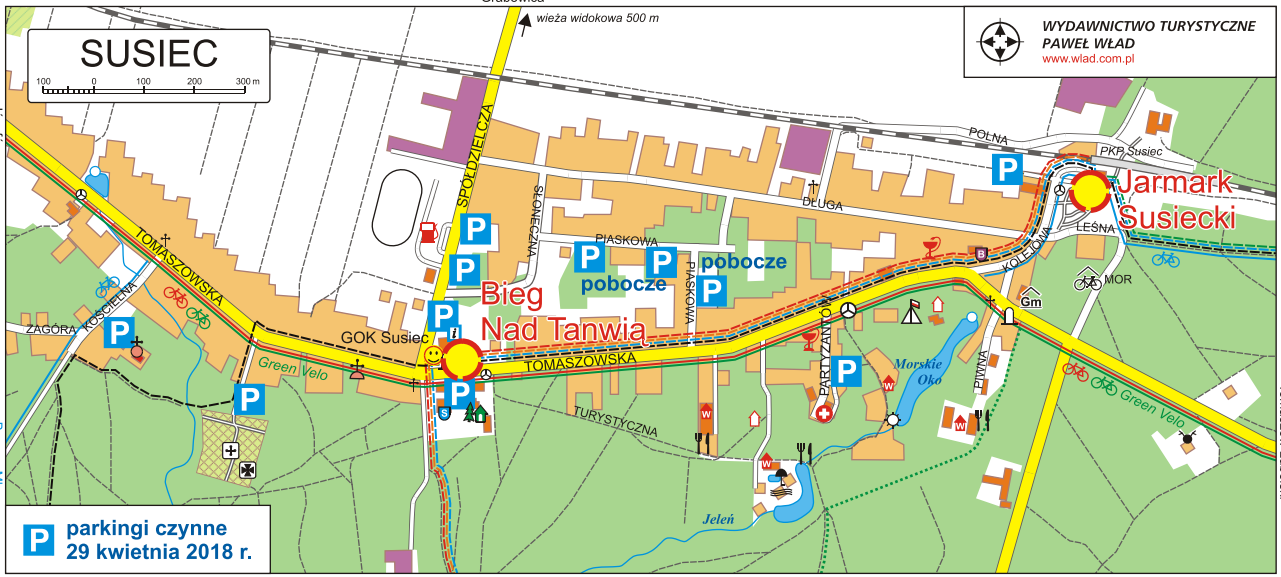 Grabowica
wieża widokowa 500 m
WYDAWNICTWO TURYSTYCZNE
PAWEŁ WŁAD
www.wlad.com.pl
SUSIEC
100 0 100 200 300 m
SPÓŁDZIELCZA
POLNA
PKP Susiec
P
Jarmark
Susiecki
DŁUGA
SŁONECZNA
LEŚNA
TOMASZOWSKA
P
PIASKOWA
P
P
pobocze
P
pobocze
PIASKOWA
P
B
KOLEJOWA
MOR
Gm
Bieg
Nad Tanwią
KOŚCIELNA
ZAGÓRA
P
P
i
GOK Susiec
TOMASZOWSKA
Green Velo
PARTYZANTÓW
P
Morskie
Oko
PIWNA
W
Green Velo
P
P
S
W
W
TURYSTYCZNA
W
Jeleń
P
parkingi czynne
29 kwietnia 2018 r.